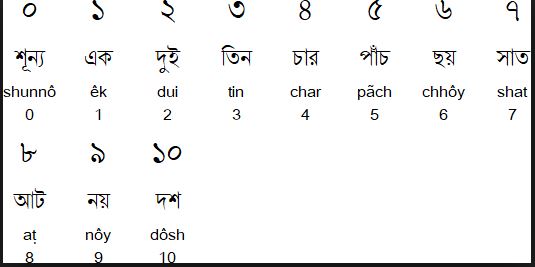 ০ ১ ২ ৩ ৪ ৫ ৬ ৭
শূন্য এক দুই তিন চার পাঁচ ছয় সাত
shunnô êk dui tin char pãch chhôy shat
0 1 2 3 4 5 6 7
৮ ৯ ১০
আট নয় দশ
aṭ nôy dôsh
8 9 10